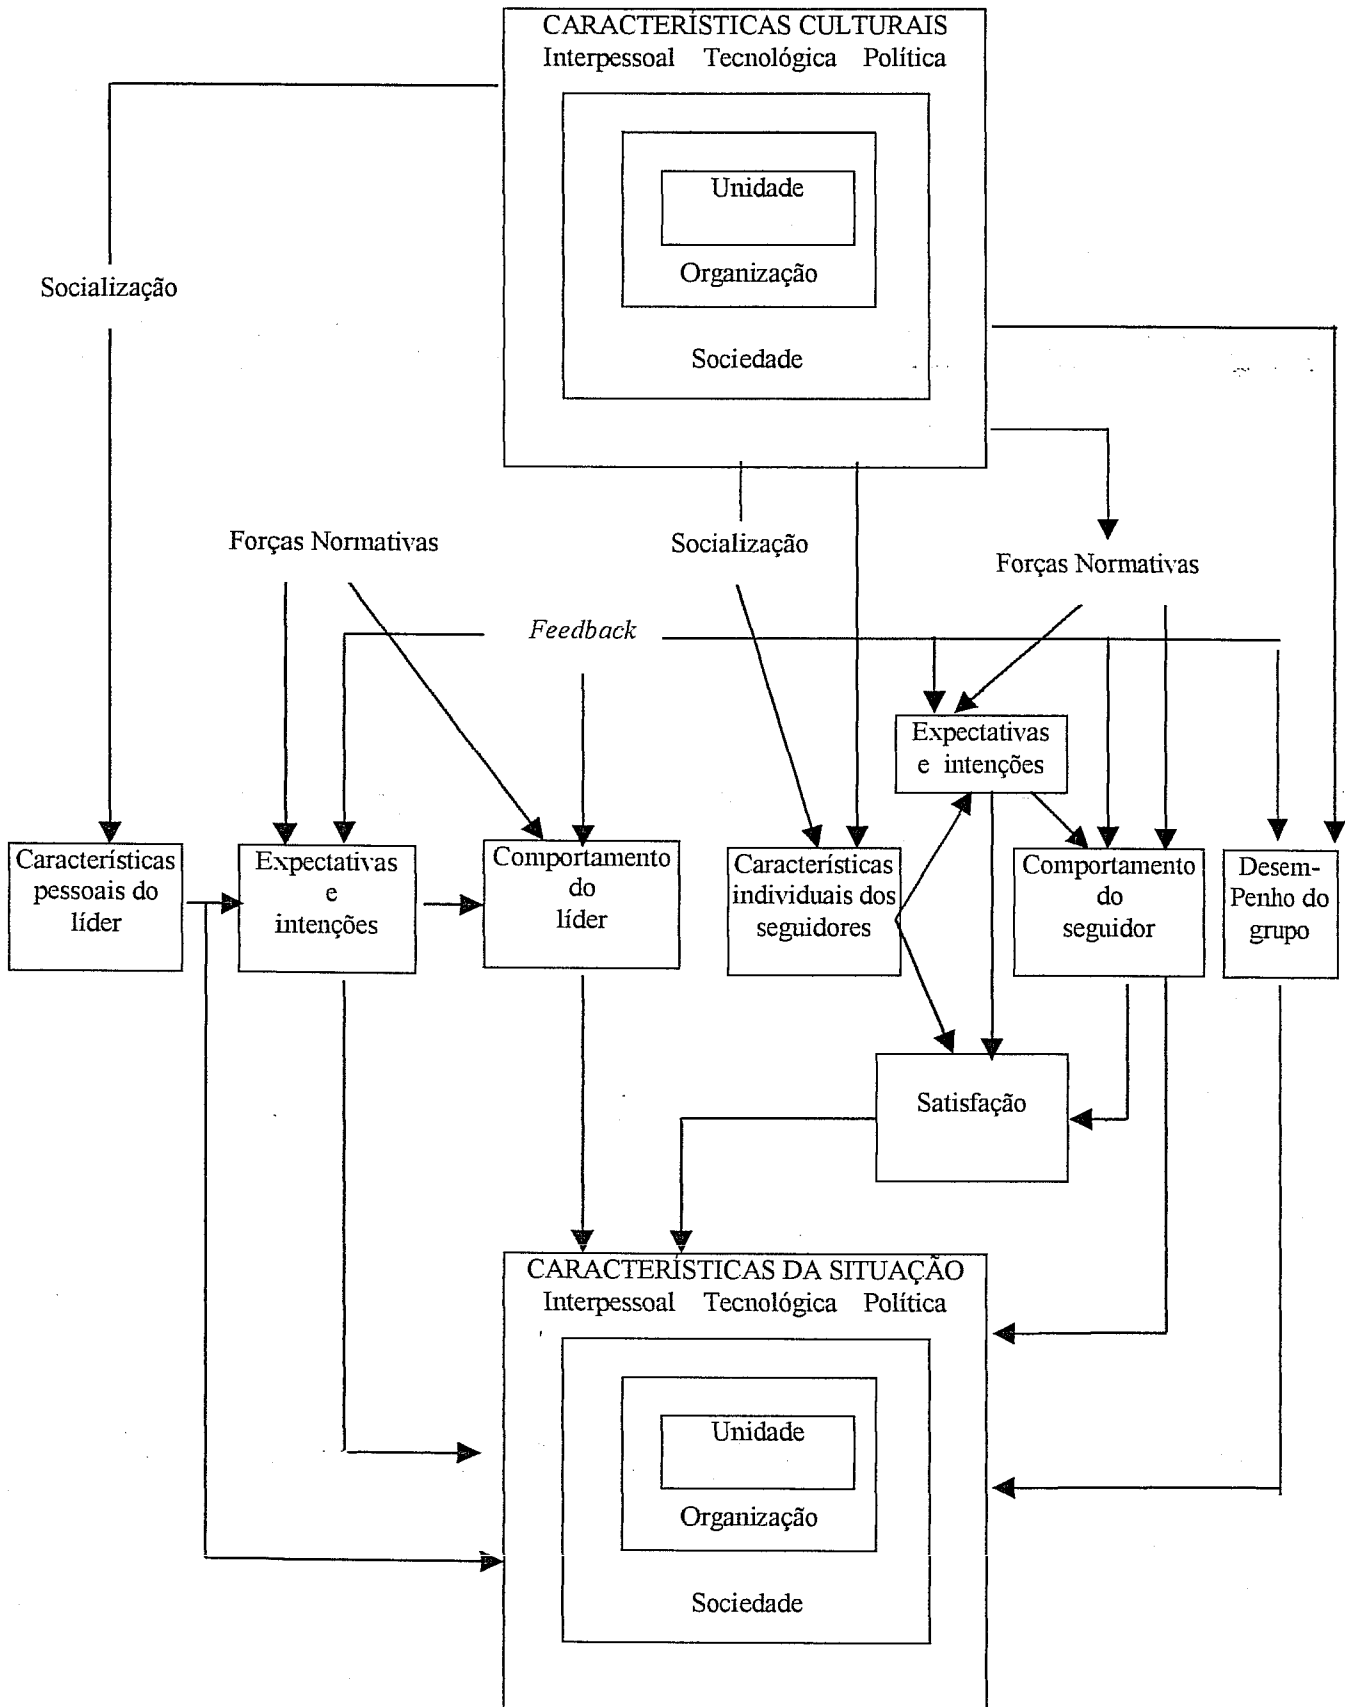 CARACTERÍSTICAS CULTURAIS
Interpessoal Tecnológica Política
Unidade
Organização
Sociedade
Socialização
Forças Normativas
Socialização
Forças Normativas
Feedback
Expectativas
e intenções
Características
pessoais do
líder
Expectativas
e
intenções
Comportamento
do
líder
Características
individuais dos
seguidores
Comportamento
do
seguidor
Desem-
Penho do
grupo
Satisfação
CARACTERÍSTICAS DA SITUAÇÃO
Interpessoal Tecnológica Política
Unidade
Organização
Sociedade